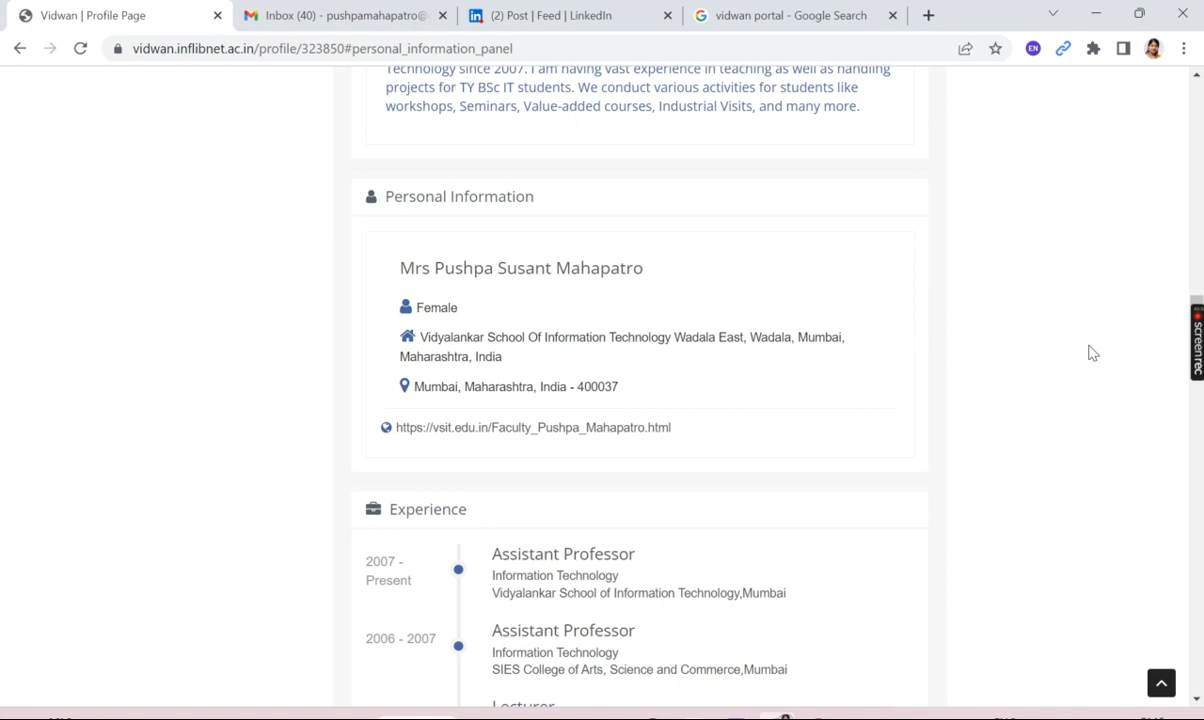 Vidwan | Profile Page
Inbox (40) - pushpamahapatro@
(2) Post | Feed | LinkedIn
vidwan portal - Google Search
vidwan.inflibnet.ac.in/profile/323850#personal_information_panel
EN
Technology since 2007. I am having vast experience in teaching as well as handling
projects for TY BSc IT students. We conduct various activities for students like
workshops, Seminars, Value-added courses, Industrial Visits, and many more.
Personal Information
Mrs Pushpa Susant Mahapatro
Female
Vidyalankar School Of Information Technology Wadala East, Wadala, Mumbai,
Maharashtra, India
Mumbai, Maharashtra, India - 400037
https://vsit.edu.in/Faculty_Pushpa_Mahapatro.html
screenrec
Experience
2007 -
Present
Assistant Professor
Information Technology
Vidyalankar School of Information Technology,Mumbai
2006 - 2007
Assistant Professor
Information Technology
SIES College of Arts, Science and Commerce,Mumbai
Lecturer